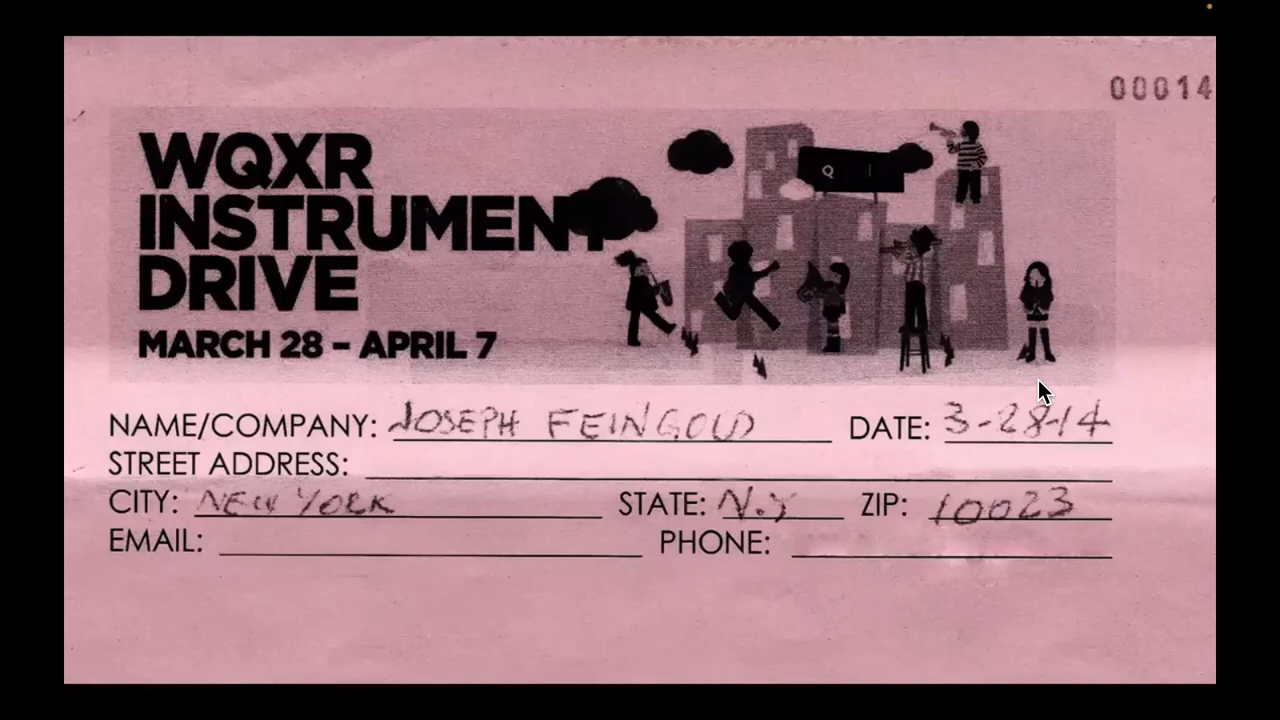 00014
WQXR
INSTRUMENT
DRIVE
MARCH 28 – APRIL 7
Q
NAME/COMPANY: JOSEPH FEINGOLD DATE: 3-28-14
STREET ADDRESS:
CITY: NEW YORK STATE: N.Y ZIP: 10023
EMAIL: PHONE: